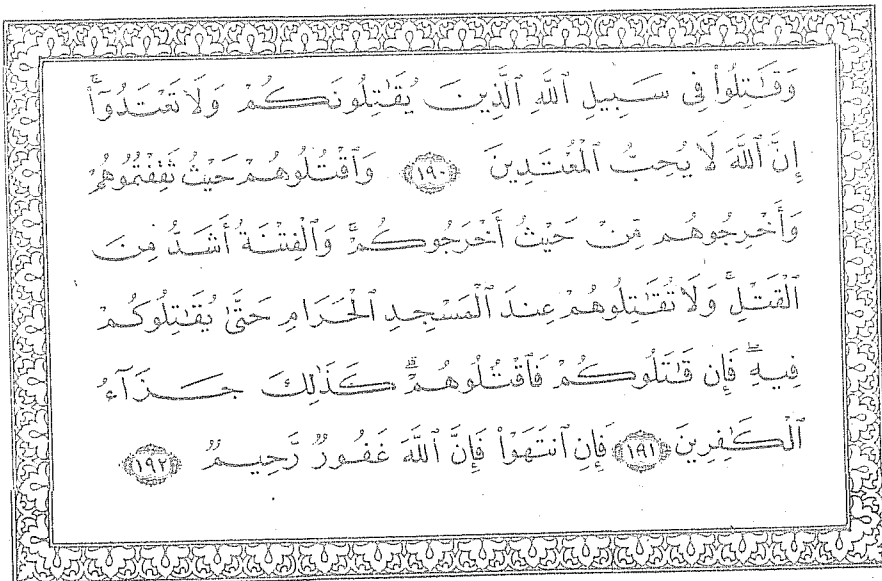 وَقَـٰتِلُوا۟ فِى سَبِيلِ ٱللَّهِ ٱلَّذِينَ يُقَـٰتِلُونَكُمْ وَلَا تَعْتَدُوٓا۟ ۚ
إِنَّ ٱللَّهَ لَا يُحِبُّ ٱلْمُعْتَدِينَ ١٩٠ وَٱقْتُلُوهُمْ حَيْثُ ثَقِفْتُمُوهُمْ
وَأَخْرِجُوهُم مِّنْ حَيْثُ أَخْرَجُوكُمْ ۚ وَٱلْفِتْنَةُ أَشَدُّ مِنَ
ٱلْقَتْلِ ۚ وَلَا تُقَـٰتِلُوهُمْ عِندَ ٱلْمَسْجِدِ ٱلْحَرَامِ حَتَّىٰ يُقَـٰتِلُوكُمْ
فِيهِ ۖ فَإِن قَـٰتَلُوكُمْ فَٱقْتُلُوهُمْ ۗ كَذَٰلِكَ جَزَآءُ
ٱلْكَـٰفِرِينَ ١٩١ فَإِنِ ٱنتَهَوْا۟ فَإِنَّ ٱللَّهَ غَفُورٌ رَّحِيمٌ ١٩٢